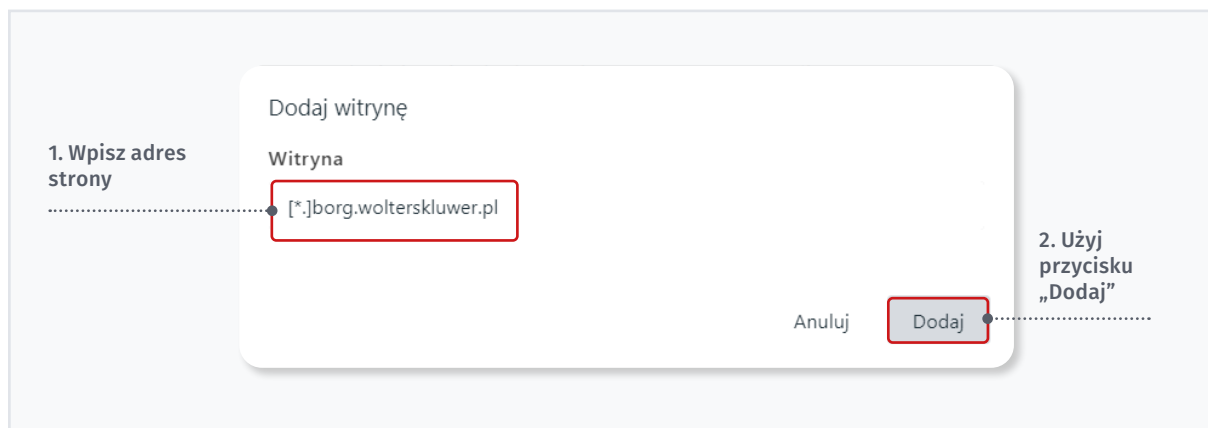 Dodaj witrynę
1. Wpisz adres
strony
Witryna
[*.]borg.wolterskluwer.pl
2. Użyj
przycisku
„Dodaj”
Anuluj
Dodaj